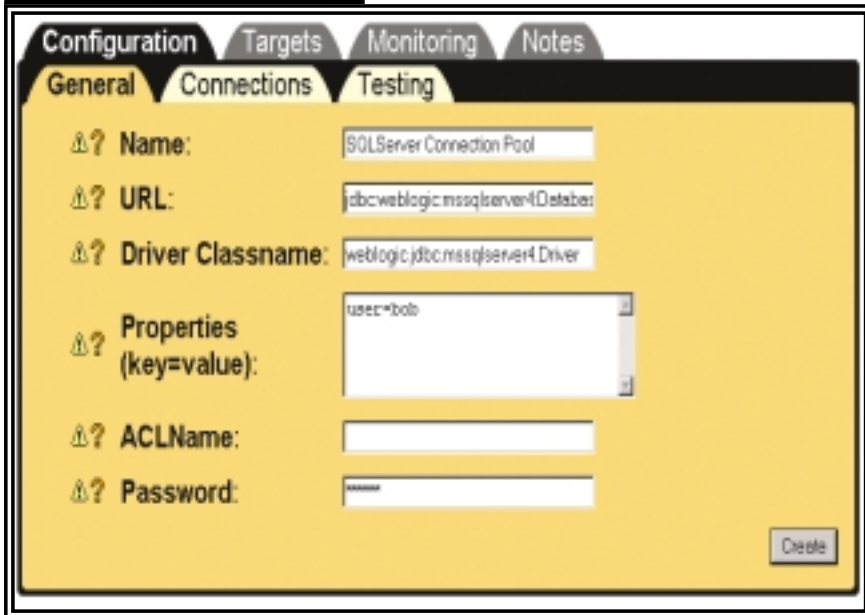 Configuration Targets Monitoring Notes
General Connections Testing
Name: SQLServer Connection Pool
URL: jdbc:weblogic:mssqlserver4:Databas
Driver Classname: weblogic.jdbc.mssqlserver4.Driver
Properties
(key=value): user=bob
ACLName:
Password: ******
Create